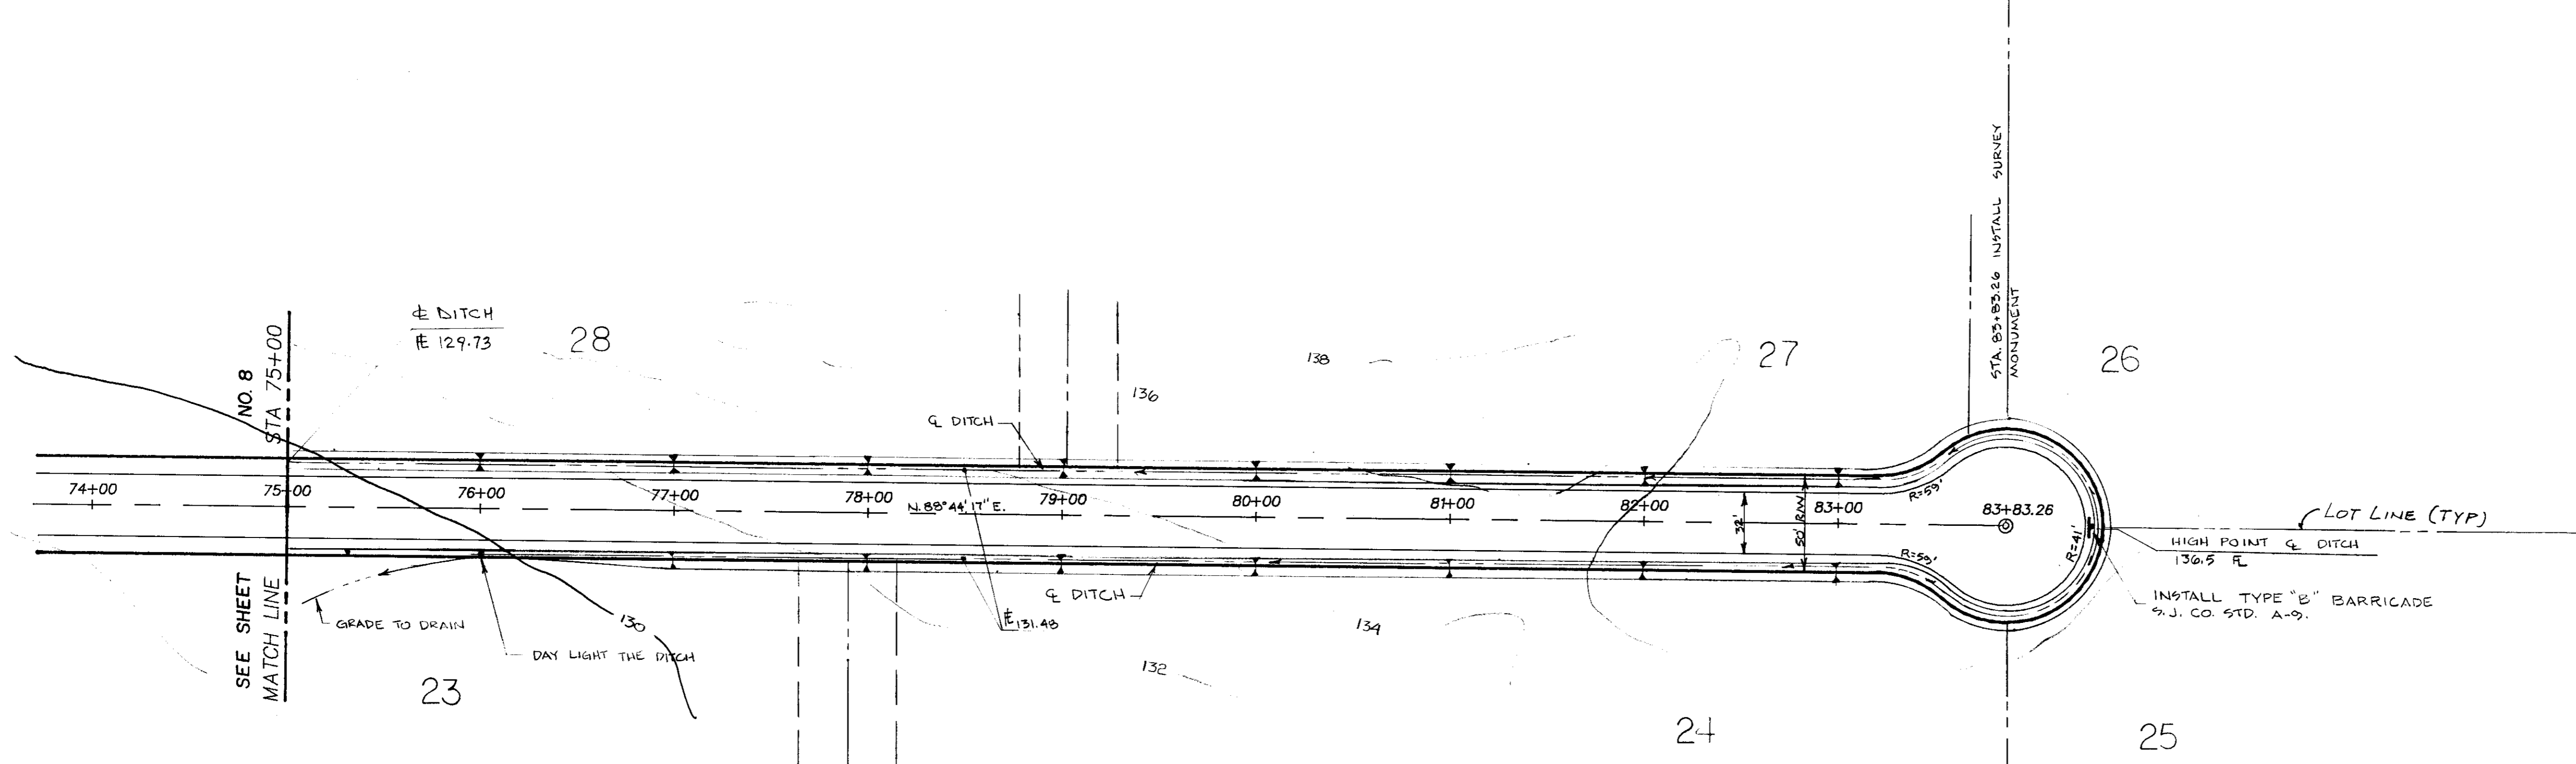 ℄ DITCH
℄ 129.73
28
NO. 8
STA 75+00
SEE SHEET
MATCH LINE
74+00
75+00
76+00
77+00
78+00
79+00
80+00
81+00
82+00
83+00
83+83.26
N. 88° 44' 17" E.
℄ DITCH
136
138
27
STA. 83+83.26 INSTALL SURVEY
MONUMENT
26
R=59'
32'
50' R/W
R=59'
R=41'
LOT LINE (TYP)
HIGH POINT ℄ DITCH
136.5 FL
INSTALL TYPE "B" BARRICADE
S.J. CO. STD. A-9.
GRADE TO DRAIN
DAY LIGHT THE DITCH
130
23
℄ DITCH
FL 131.48
134
132
24
25